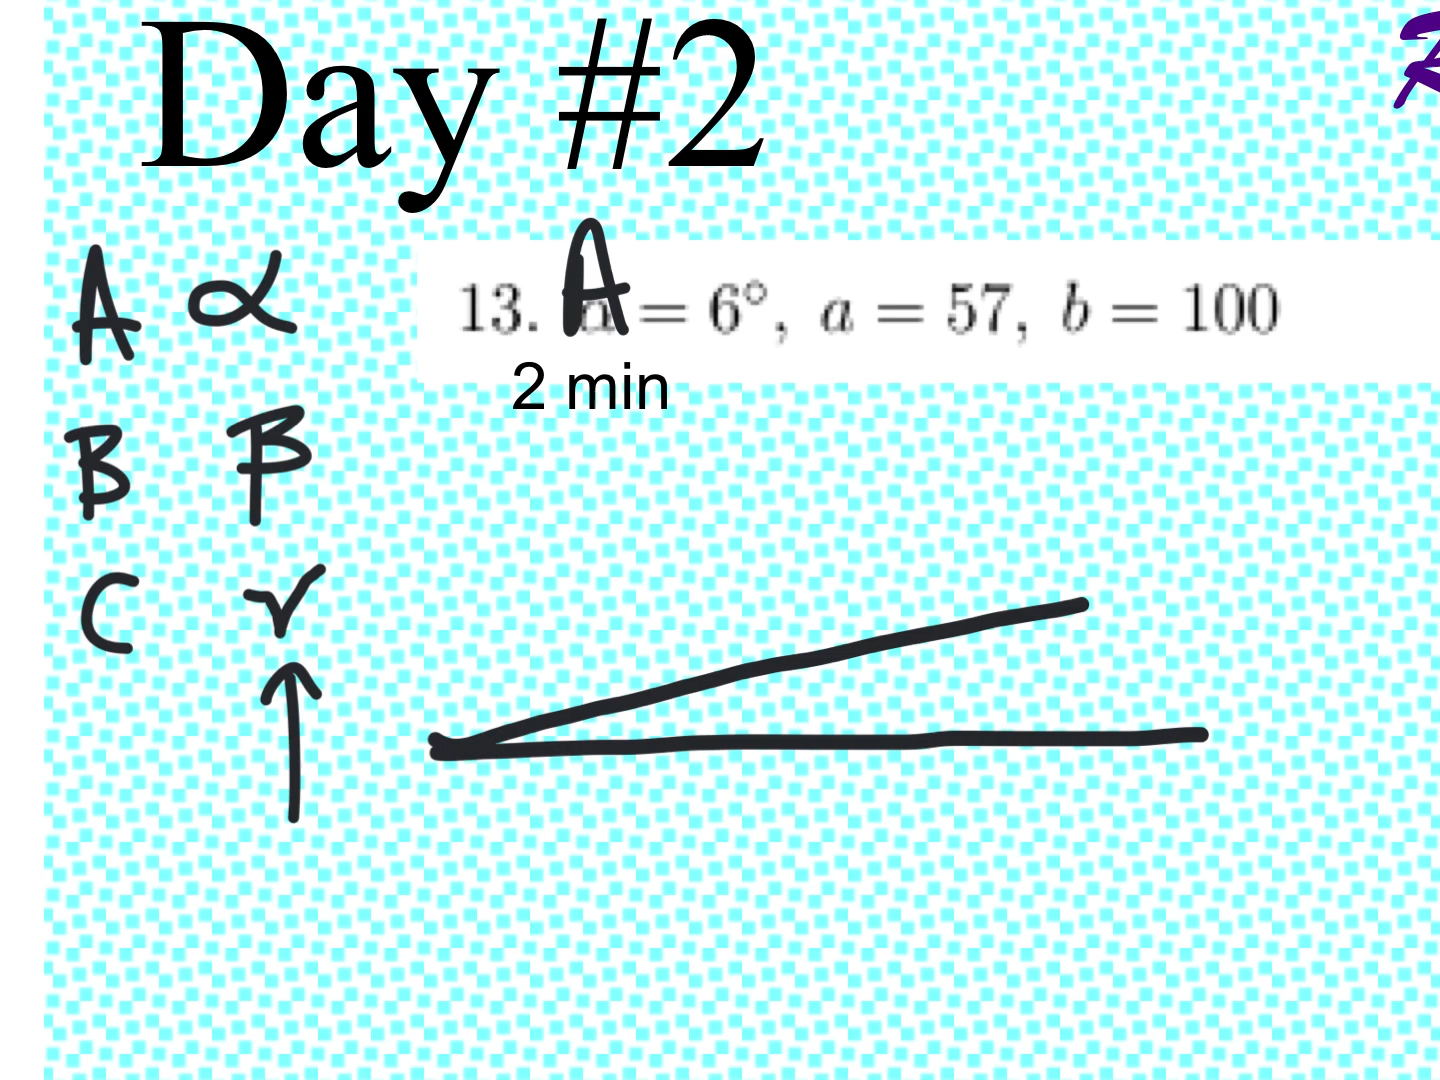 Day #2
A α
13. A = 6°, a = 57, b = 100
2 min
B β
C γ